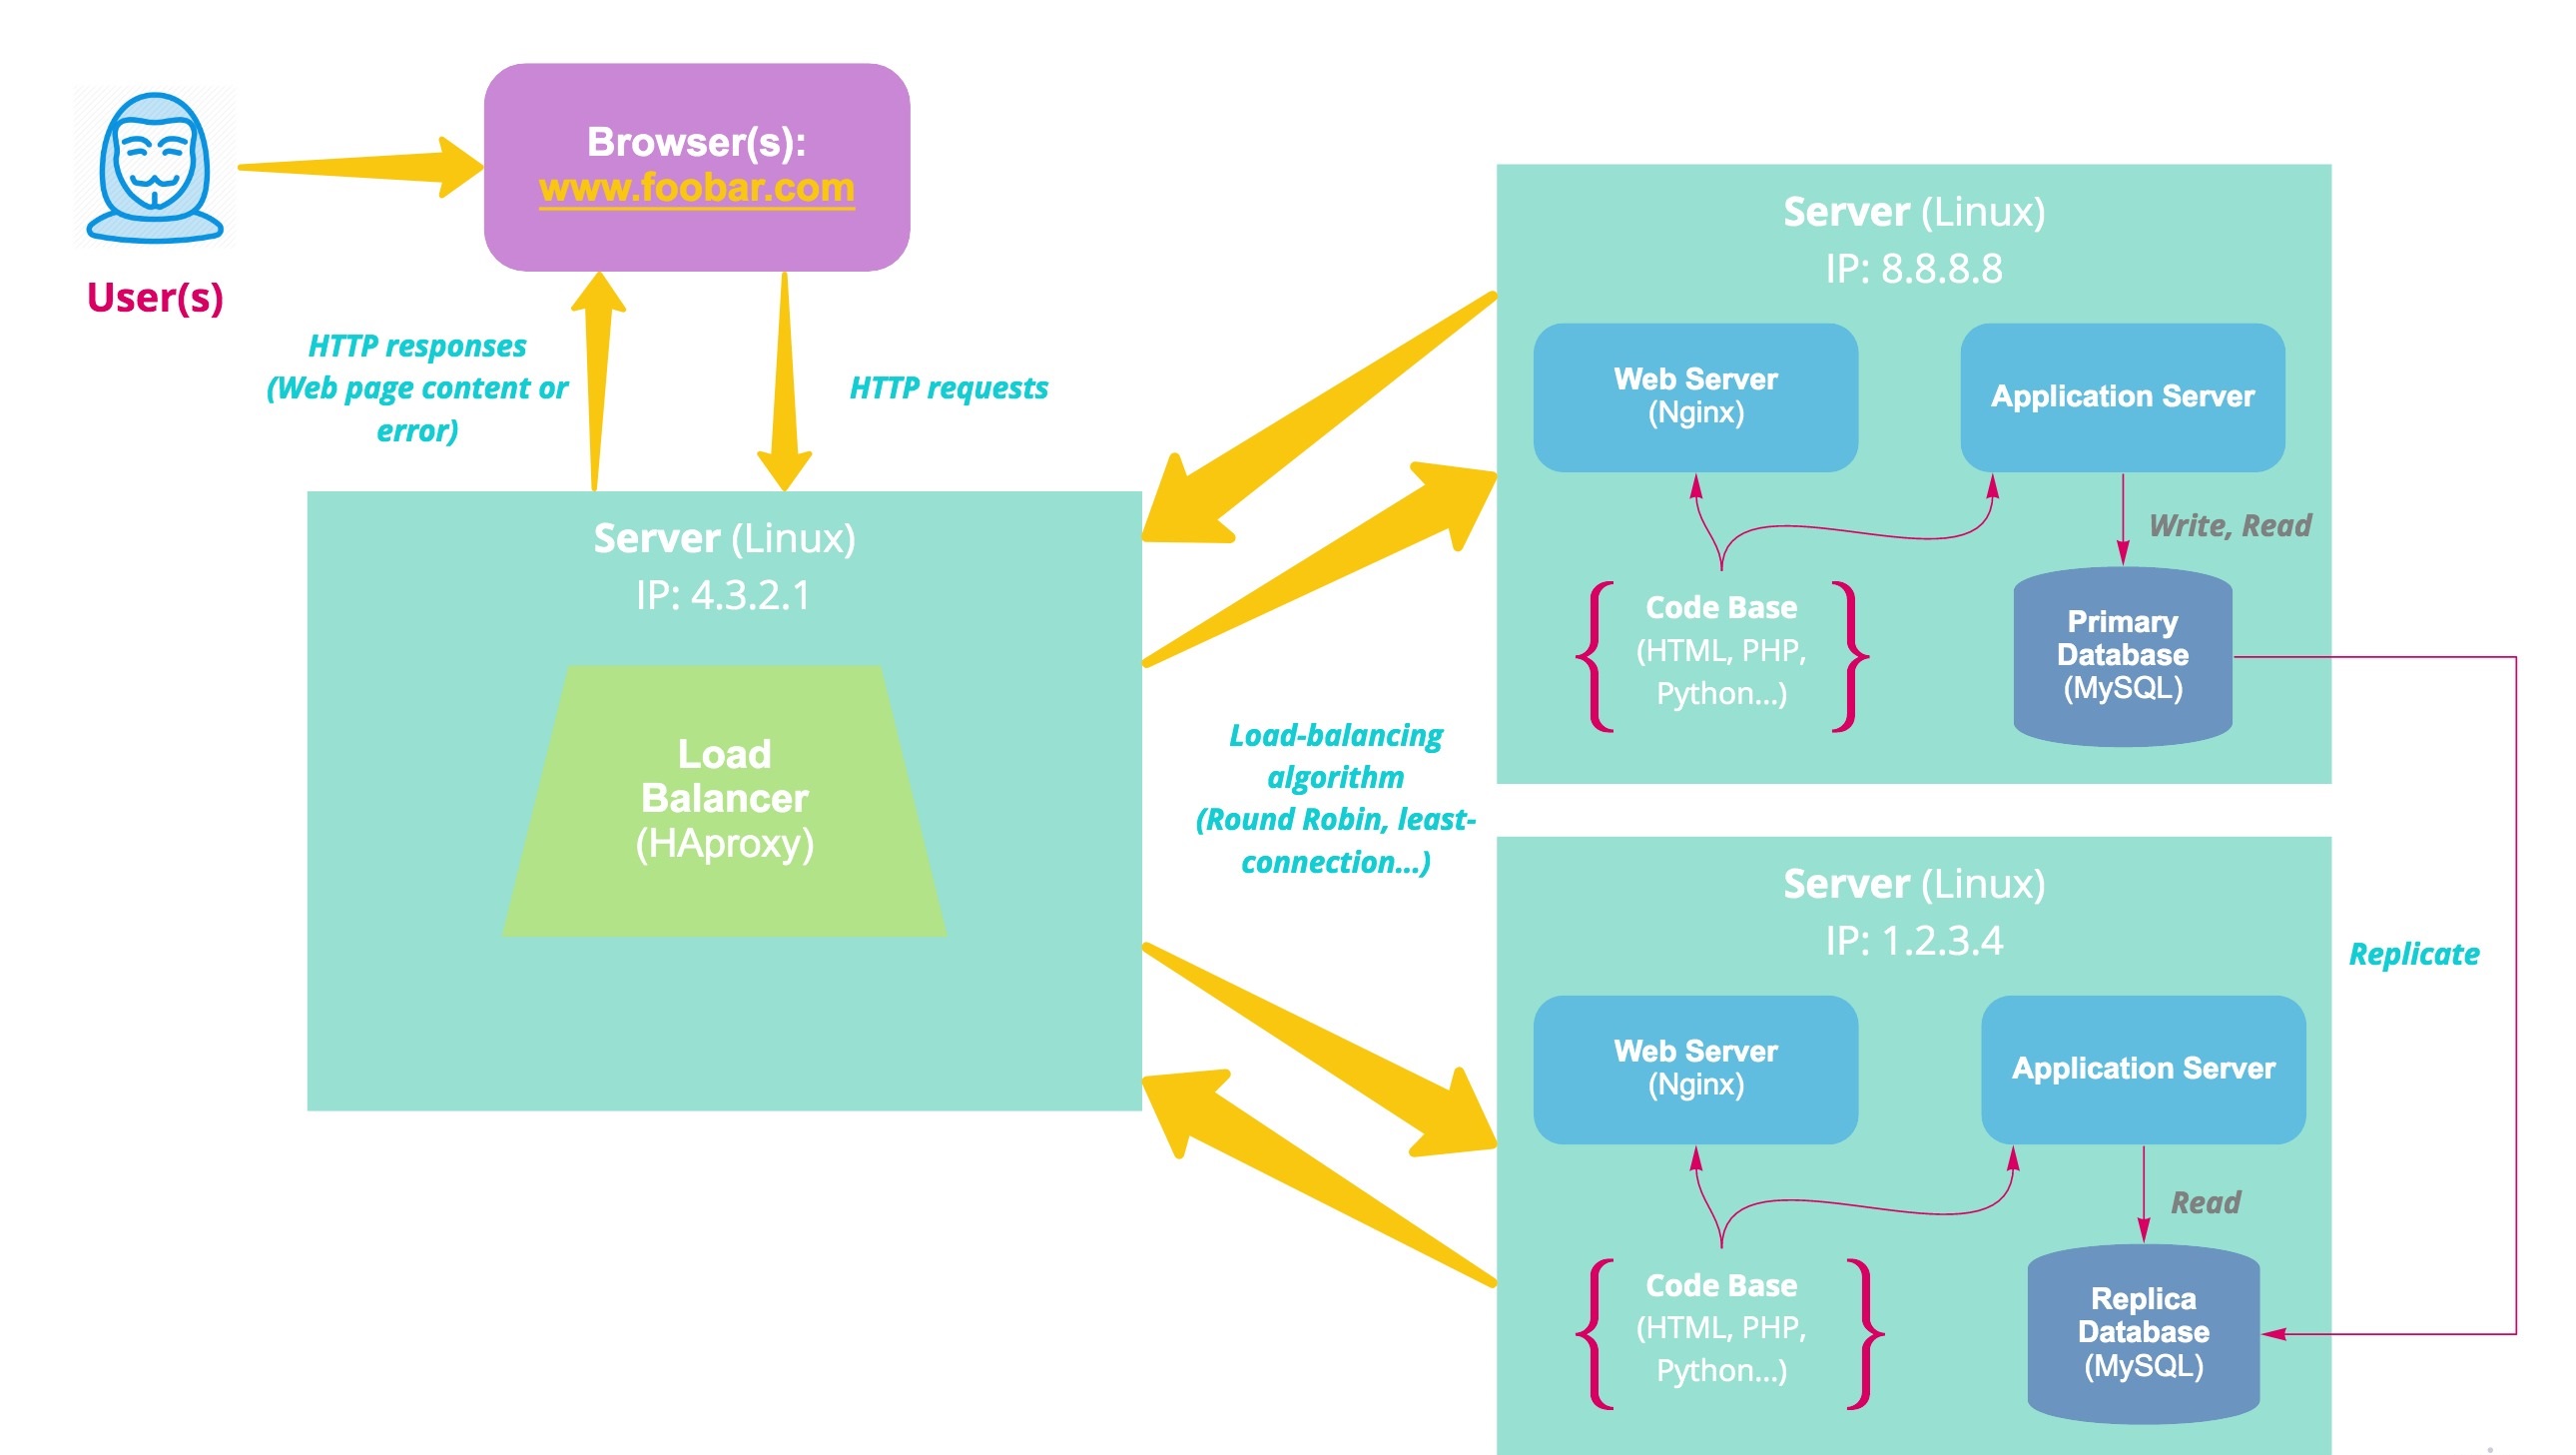 Browser(s):
www.foobar.com
User(s)
HTTP responses
(Web page content or
error)
HTTP requests
Server (Linux)
IP: 4.3.2.1
Load
Balancer
(HAproxy)
Load-balancing
algorithm
(Round Robin, least-
connection...)
Server (Linux)
IP: 8.8.8.8
Web Server
(Nginx)
Application Server
Write, Read
Code Base
(HTML, PHP,
Python...)
Primary
Database
(MySQL)
Replicate
Server (Linux)
IP: 1.2.3.4
Web Server
(Nginx)
Application Server
Read
Code Base
(HTML, PHP,
Python...)
Replica
Database
(MySQL)